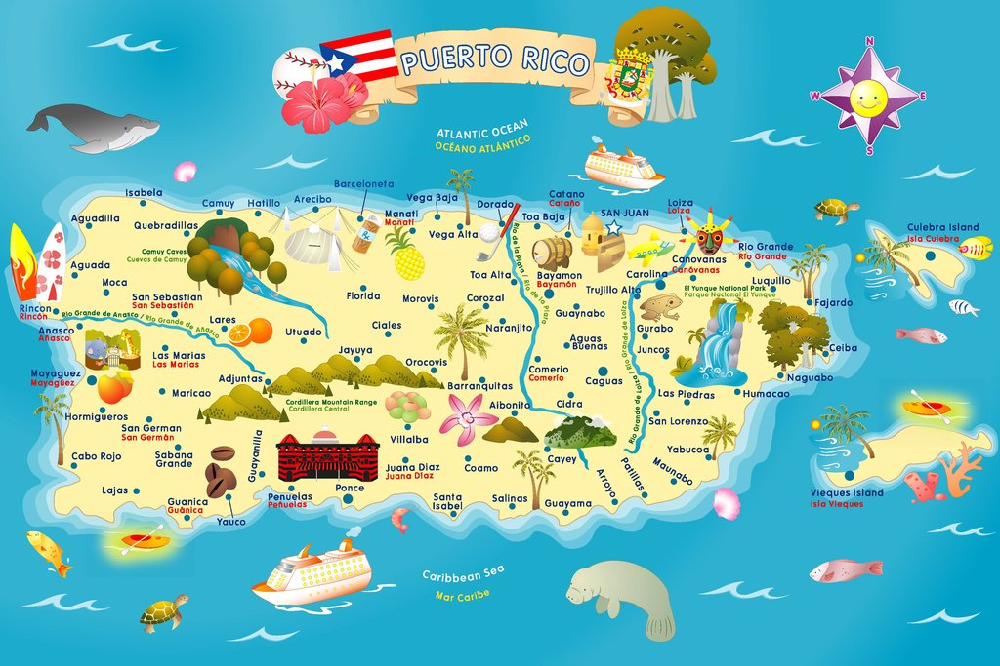 PUERTO RICO
N
W
E
S
ATLANTIC OCEAN
OCÉANO ATLÁNTICO
Isabela
Camuy
Hatillo
Arecibo
Barceloneta
Vega Baja
Dorado
Toa Baja
Catano
Cataño
SAN JUAN
Loiza
Loíza
Culebra Island
Isla Culebra
Aguadilla
Quebradillas
Manati
Manatí
Vega Alta
Camuy Caves
Cuevas de Camuy
Canovanas
Canóvanas
Rio Grande
Río Grande
Aguada
Moca
Toa Alta
Bayamon
Bayamón
Carolina
Luquillo
Trujillo Alto
El Yunque National Park
Parque Nacional El Yunque
Fajardo
San Sebastian
San Sebastián
Florida
Morovis
Corozal
Rio de la Plata / Río de la Plata
Rincon
Rincón
Rio Grande de Anasco / Río Grande de Añasco
Lares
Utuado
Ciales
Naranjito
Guaynabo
Gurabo
Anasco
Añasco
Aguas
Buenas
Juncos
Rio Grande de Loiza / Río Grande de Loíza
Ceiba
Las Marias
Las Marías
Jayuya
Orocovis
Comerio
Comerío
Caguas
Naguabo
Mayaguez
Mayagüez
Adjuntas
Barranquitas
Las Piedras
Humacao
Maricao
Cordillera Mountain Range
Cordillera Central
Aibonito
Cidra
Hormigueros
San German
San Germán
San Lorenzo
Villalba
Yabucoa
Cabo Rojo
Sabana
Grande
Guayanilla
Juana Diaz
Juana Díaz
Coamo
Cayey
Patillas
Maunabo
Arroyo
Lajas
Guanica
Guánica
Yauco
Penuelas
Peñuelas
Ponce
Santa
Isabel
Salinas
Guayama
Vieques Island
Isla Vieques
Caribbean Sea
Mar Caribe